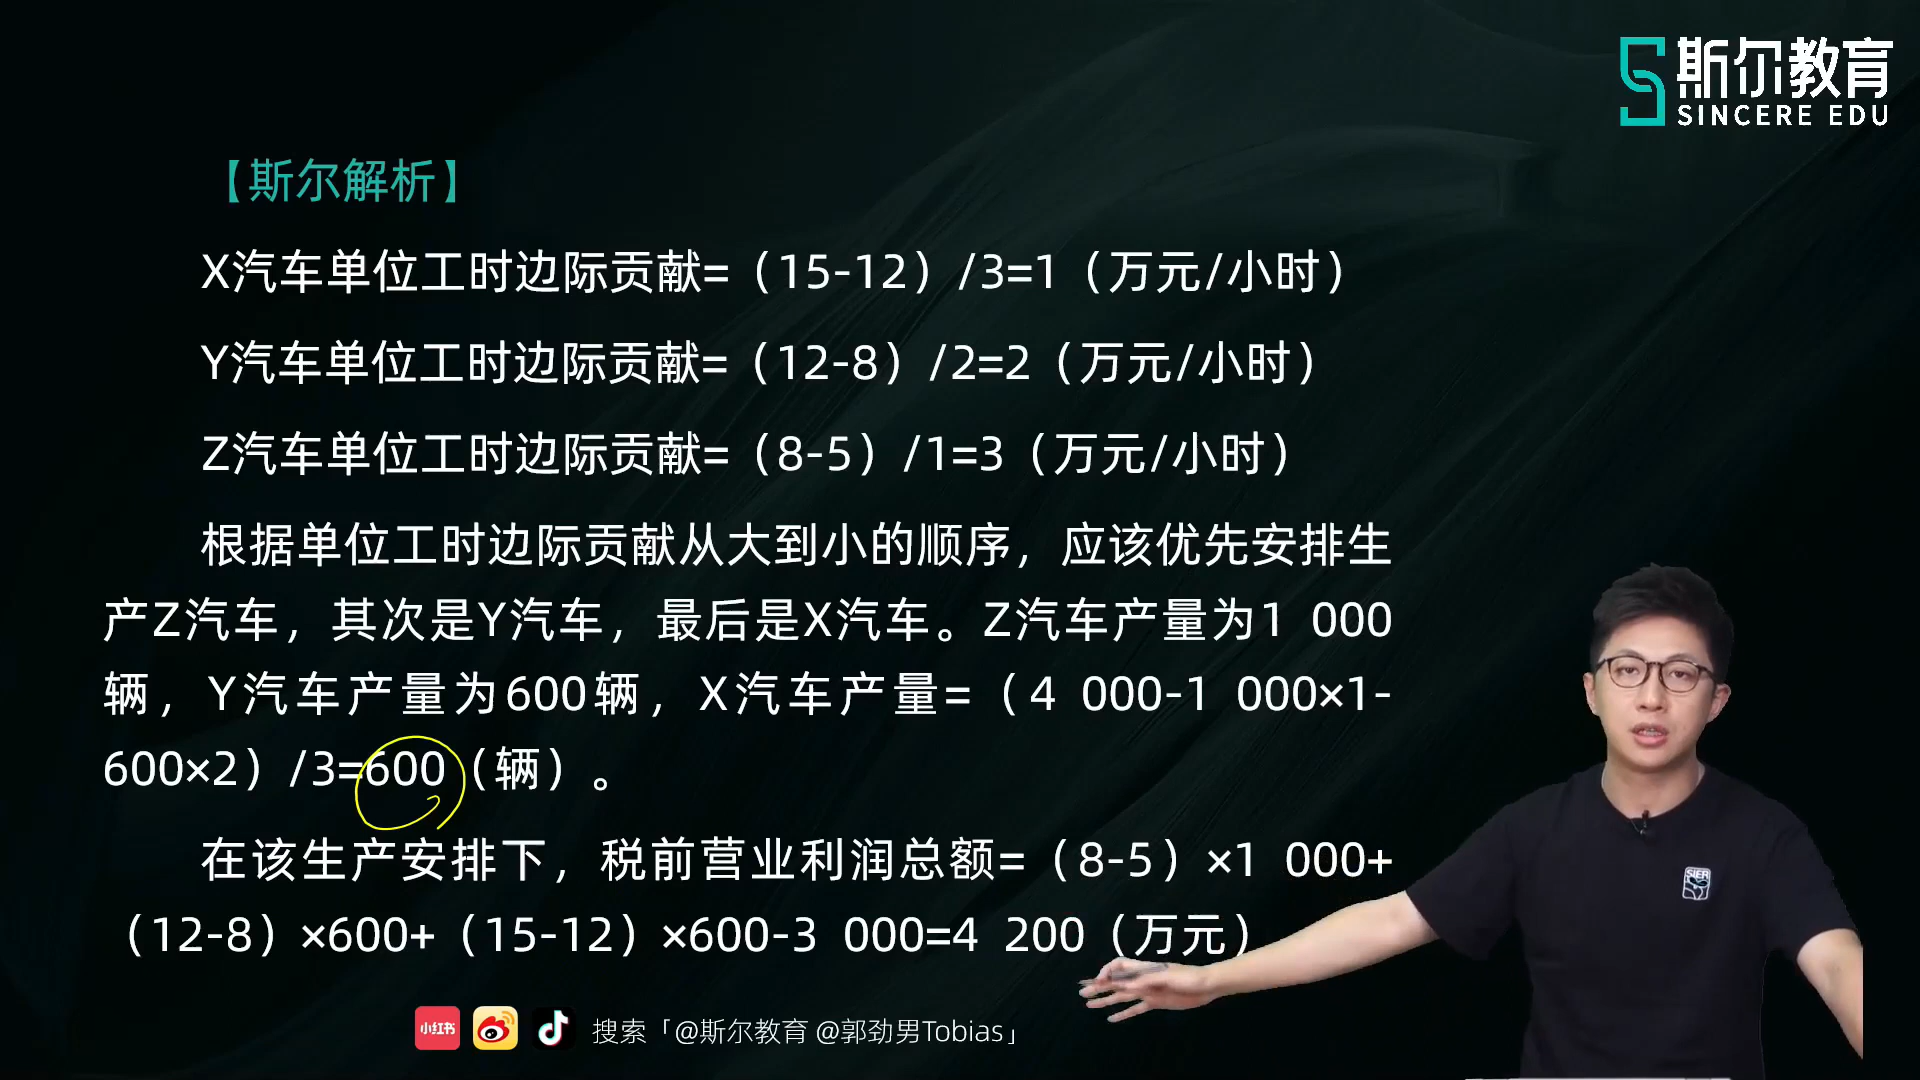 斯尔教育
SINCERE EDU
【斯尔解析】
X汽车单位工时边际贡献=（15-12）/3=1（万元/小时）
Y汽车单位工时边际贡献=（12-8）/2=2（万元/小时）
Z汽车单位工时边际贡献=（8-5）/1=3（万元/小时）
根据单位工时边际贡献从大到小的顺序，应该优先安排生
产Z汽车，其次是Y汽车，最后是X汽车。Z汽车产量为1 000
辆，Y汽车产量为600辆，X汽车产量=（4 000-1 000×1-
600×2）/3=600（辆）。
在该生产安排下，税前营业利润总额=（8-5）×1 000+
（12-8）×600+（15-12）×600-3 000=4 200（万元）
SIER
小红书 搜索「@斯尔教育 @郭劲男Tobias」